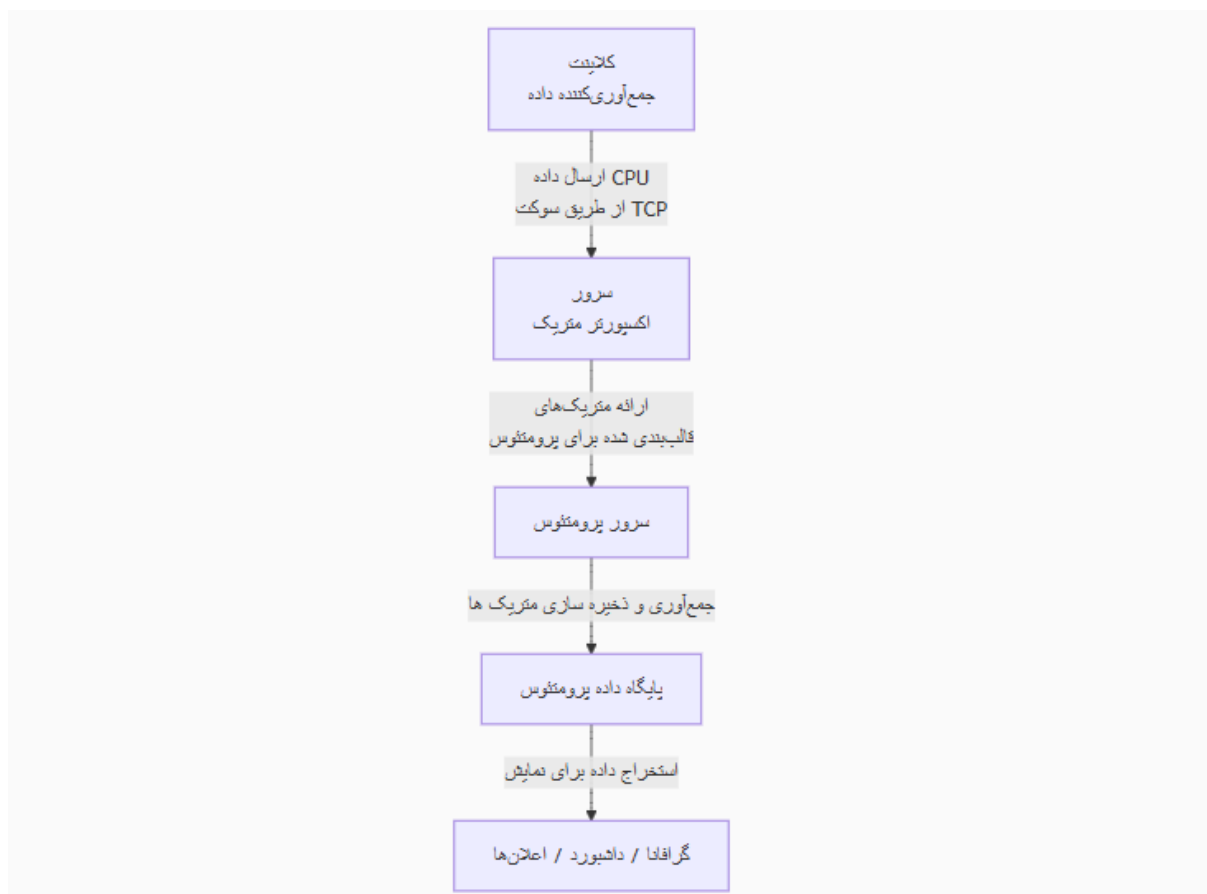 کلاینت
جمع‌آوری‌کننده داده
ارسال داده CPU
از طریق سوکت TCP
سرور
اکسپورتر متریک
ارائه متریک‌های
قالب‌بندی شده برای پرومتئوس
سرور پرومتئوس
جمع‌آوری و ذخیره سازی متریک ها
پایگاه داده پرومتئوس
استخراج داده برای نمایش
گرافانا / داشبورد / اعلان‌ها